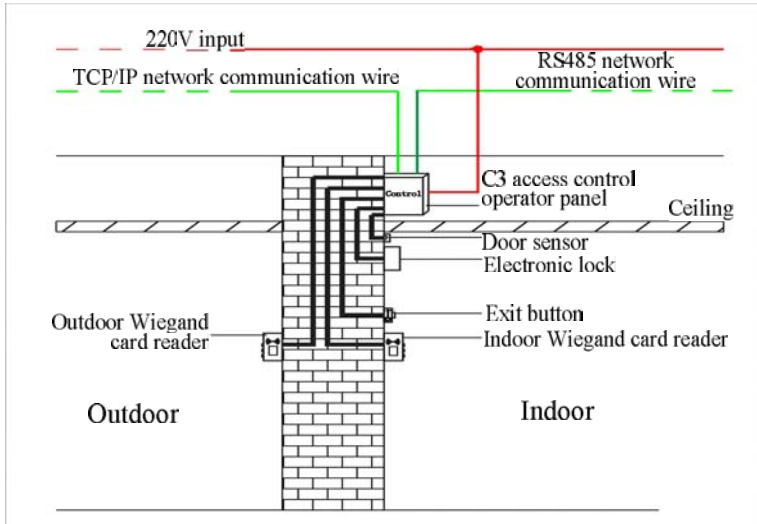 220V input
RS485 network
communication wire
TCP/IP network communication wire
Control
C3 access control
operator panel
Ceiling
Door sensor
Electronic lock
Exit button
Outdoor Wiegand
card reader
Indoor Wiegand card reader
Outdoor
Indoor